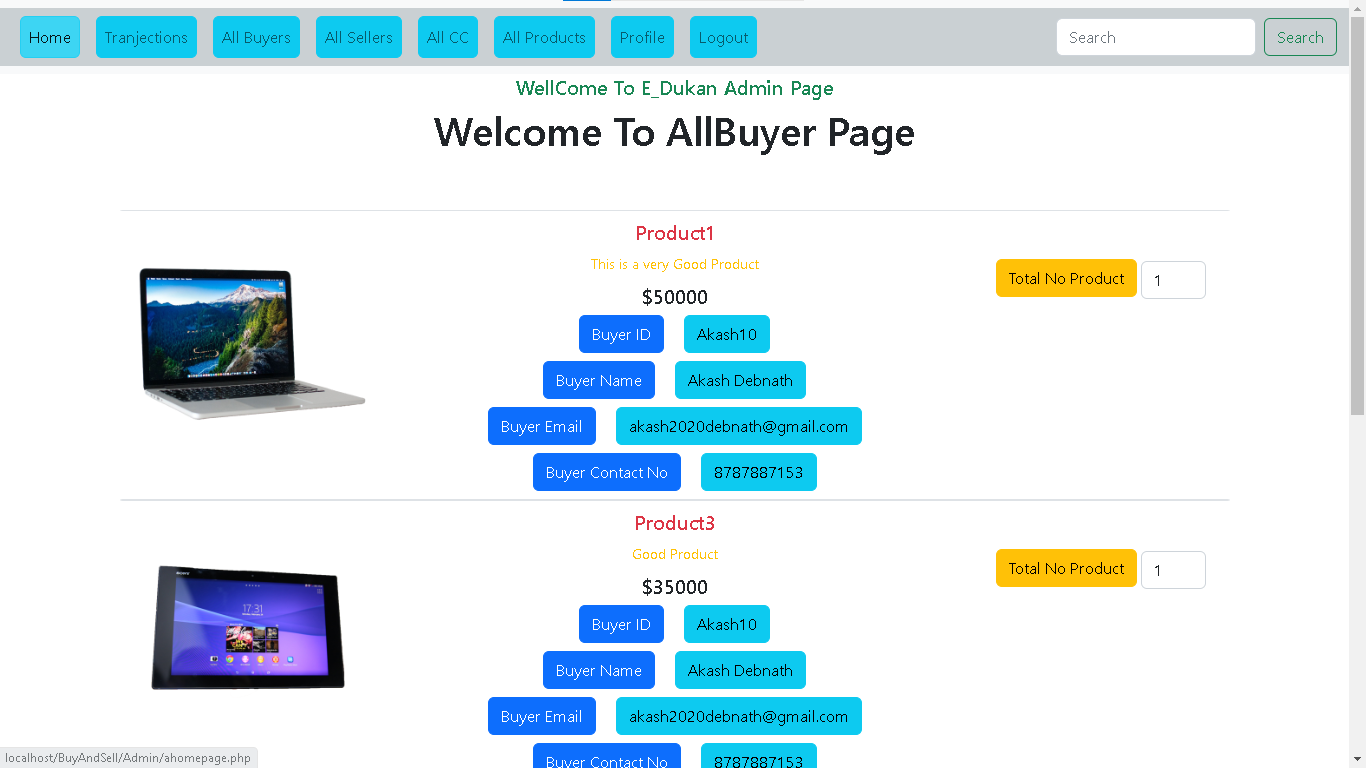 Home Tranjections All Buyers All Sellers All CC All Products Profile Logout Search Search
WellCome To E_Dukan Admin Page
Welcome To AllBuyer Page
Product1
This is a very Good Product
Total No Product 1
$50000
Buyer ID Akash10
Buyer Name Akash Debnath
Buyer Email akash2020debnath@gmail.com
Buyer Contact No 8787887153
Product3
Good Product
Total No Product 1
$35000
SONY
17:31
Buyer ID Akash10
Buyer Name Akash Debnath
Buyer Email akash2020debnath@gmail.com
Buyer Contact No 8787887153
localhost/BuyAndSell/Admin/ahomepage.php